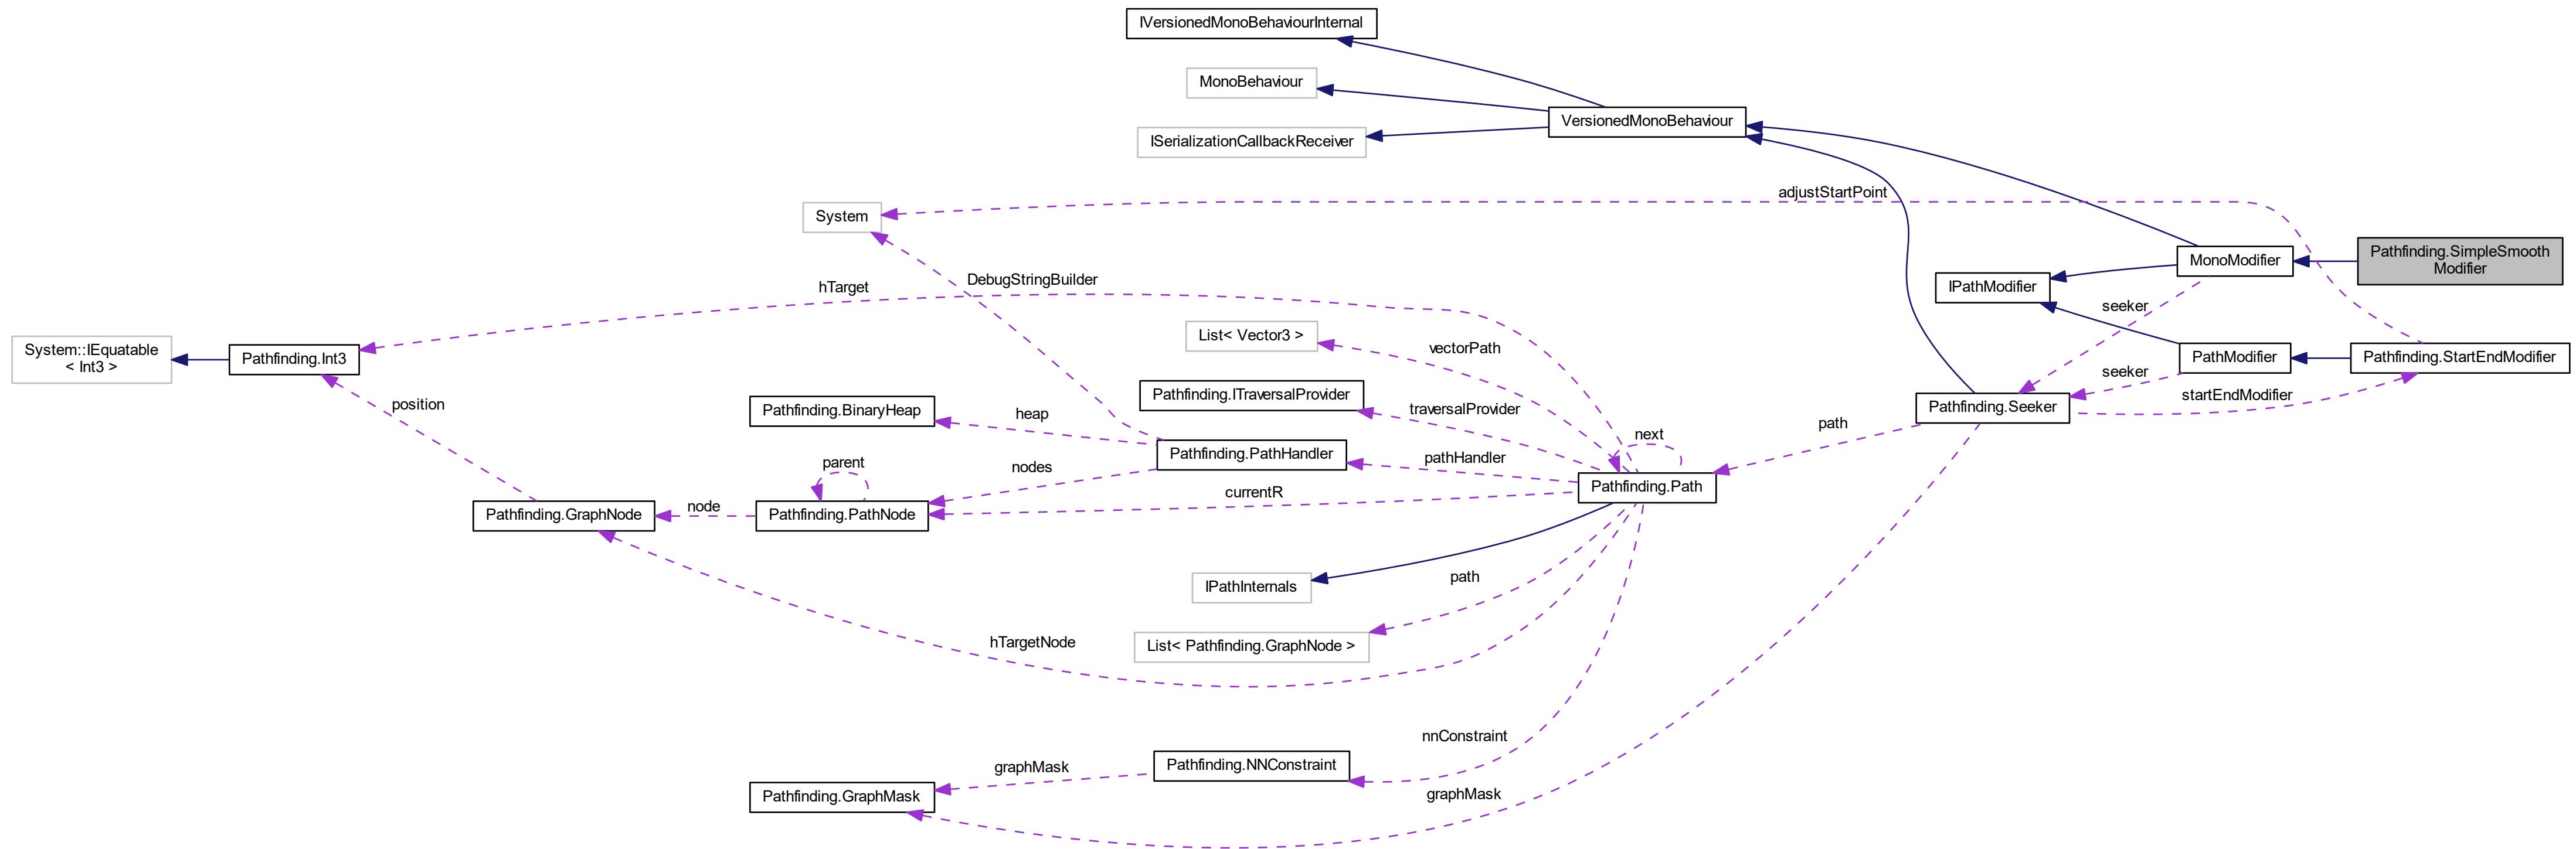 IVersionedMonoBehaviourInternal
MonoBehaviour
VersionedMonoBehaviour
ISerializationCallbackReceiver
adjustStartPoint
System
Pathfinding.SimpleSmooth
Modifier
MonoModifier
DebugStringBuilder
hTarget
IPathModifier
seeker
List< Vector3 >
vectorPath
System::IEquatable
< Int3 >
Pathfinding.Int3
PathModifier
Pathfinding.StartEndModifier
seeker
Pathfinding.ITraversalProvider
startEndModifier
position
Pathfinding.BinaryHeap
heap
traversalProvider
Pathfinding.Seeker
path
next
Pathfinding.PathHandler
pathHandler
parent
nodes
Pathfinding.Path
currentR
node
Pathfinding.GraphNode
Pathfinding.PathNode
IPathInternals
path
hTargetNode
List< Pathfinding.GraphNode >
nnConstraint
graphMask
Pathfinding.NNConstraint
Pathfinding.GraphMask
graphMask